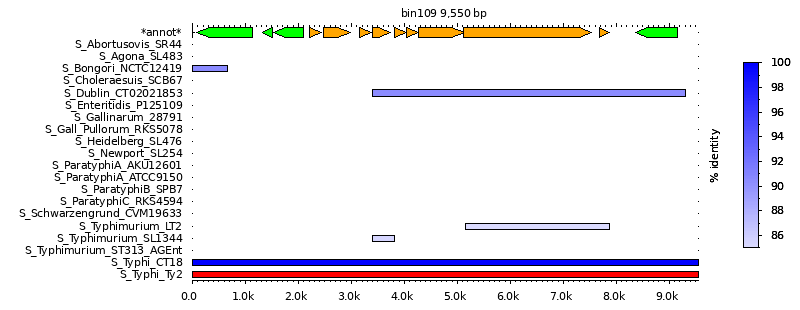 bin109 9,550 bp
*annot*
S_Abortusovis_SR44
S_Agona_SL483
S_Bongori_NCTC12419
S_Choleraesuis_SCB67
S_Dublin_CT02021853
S_Enteritidis_P125109
S_Gallinarum_28791
S_Gall_Pullorum_RKS5078
S_Heidelberg_SL476
S_Newport_SL254
S_ParatyphiA_AKU12601
S_ParatyphiA_ATCC9150
S_ParatyphiB_SPB7
S_ParatyphiC_RKS4594
S_Schwarzengrund_CVM19633
S_Typhimurium_LT2
S_Typhimurium_SL1344
S_Typhimurium_ST313_AGEnt
S_Typhi_CT18
S_Typhi_Ty2
0.0 1.0k 2.0k 3.0k 4.0k 5.0k 6.0k 7.0k 8.0k 9.0k
% identity
100
98
96
94
92
90
88
86